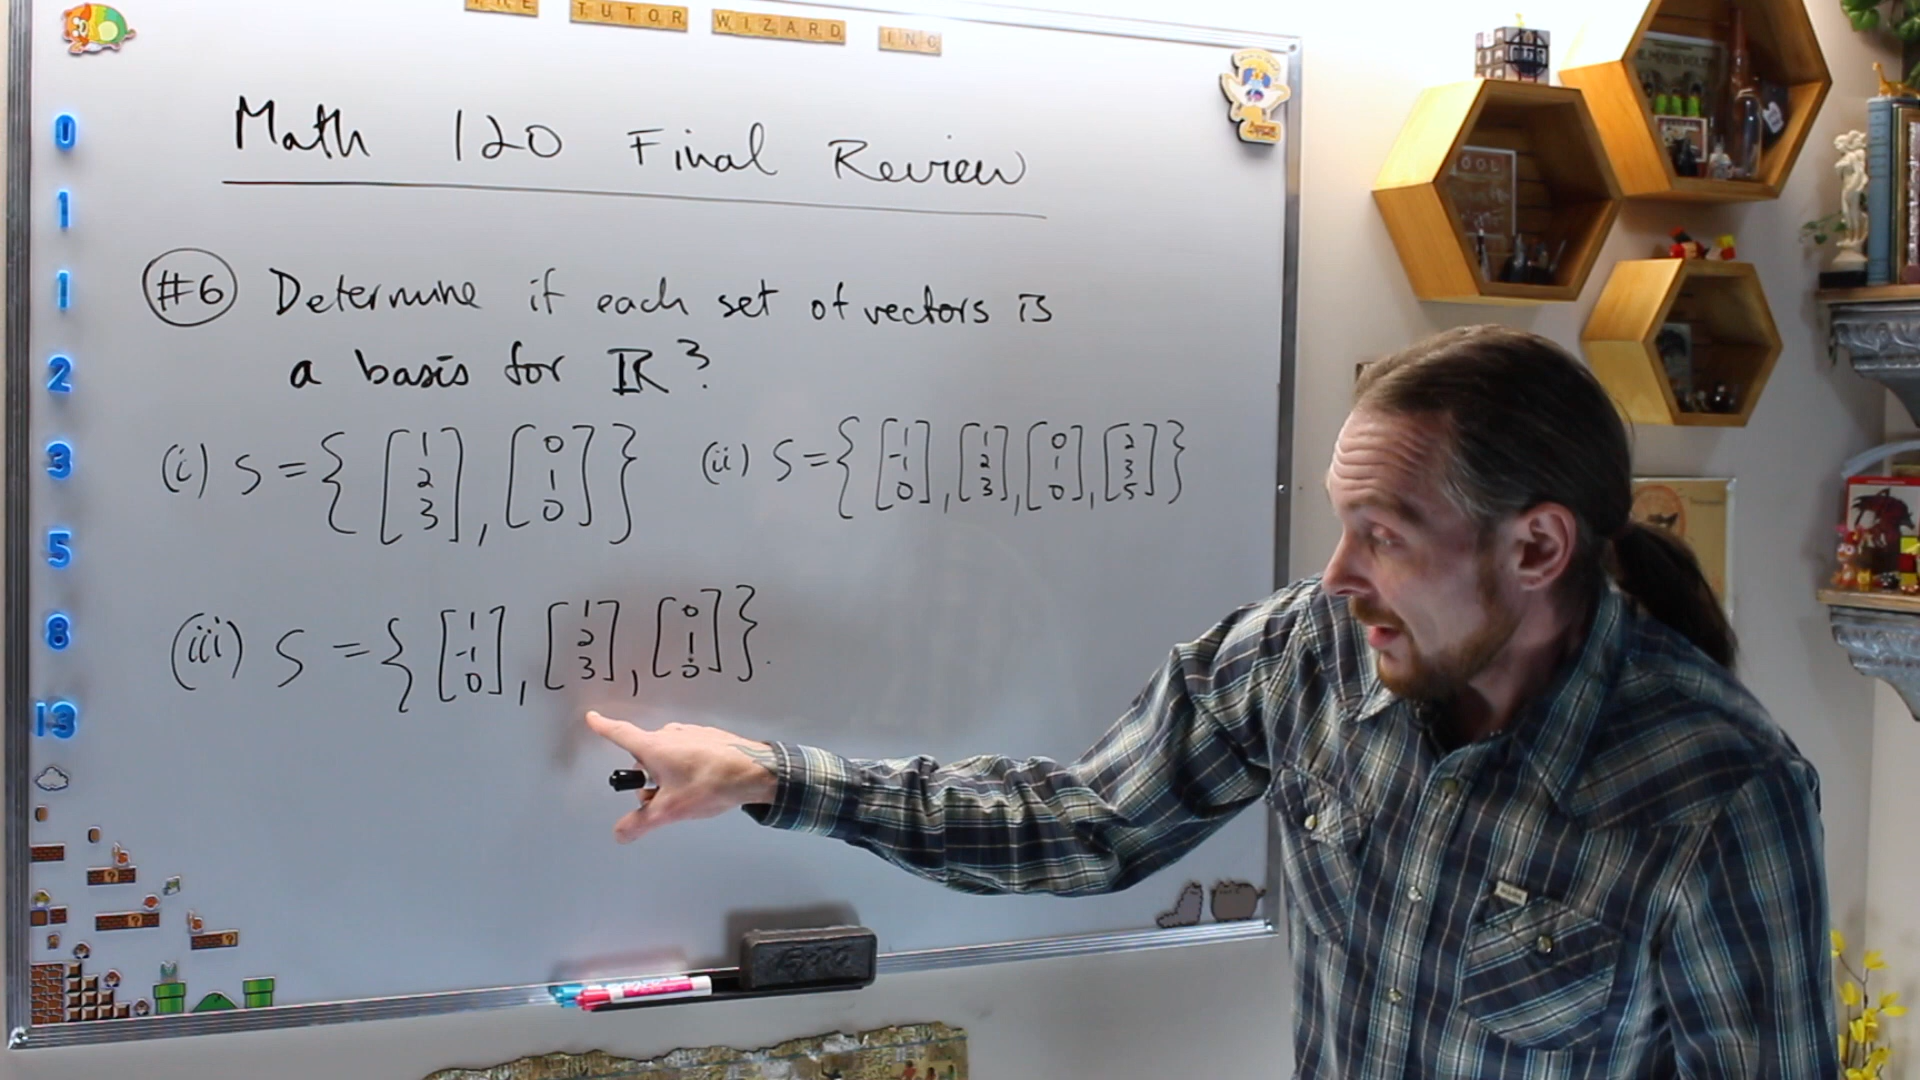 THE TUTOR WIZARD INC
Math 120 Final Review
#6 Determine if each set of vectors is
a basis for ℝ³.
(i) S = { [1 2 3], [0 1 0] } (ii) S = { [1 -1 0], [1 2 3], [0 1 0], [2 3 5] }
(iii) S = { [1 -1 0], [1 2 3], [0 1 0] }.
0
1
1
2
3
5
8
13